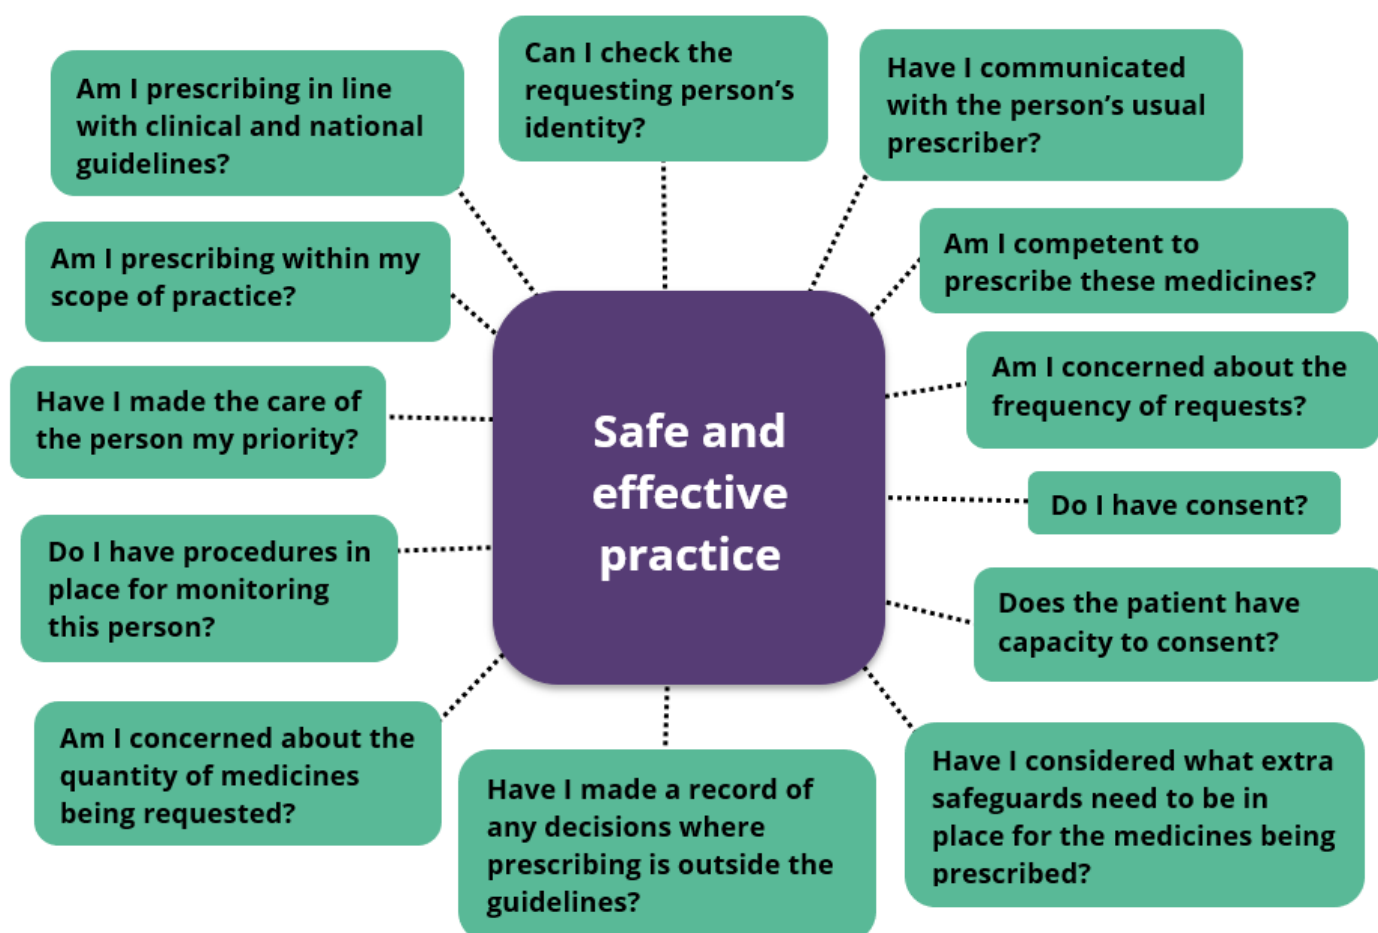 Can I check the
requesting person's
identity?
Have I communicated
with the person's usual
prescriber?
Am I prescribing in line
with clinical and national
guidelines?
Am I competent to
prescribe these medicines?
Am I prescribing within my
scope of practice?
Am I concerned about the
frequency of requests?
Have I made the care of
the person my priority?
Safe and
effective
practice
Do I have consent?
Do I have procedures in
place for monitoring
this person?
Does the patient have
capacity to consent?
Am I concerned about the
quantity of medicines
being requested?
Have I made a record of
any decisions where
prescribing is outside the
guidelines?
Have I considered what extra
safeguards need to be in
place for the medicines being
prescribed?